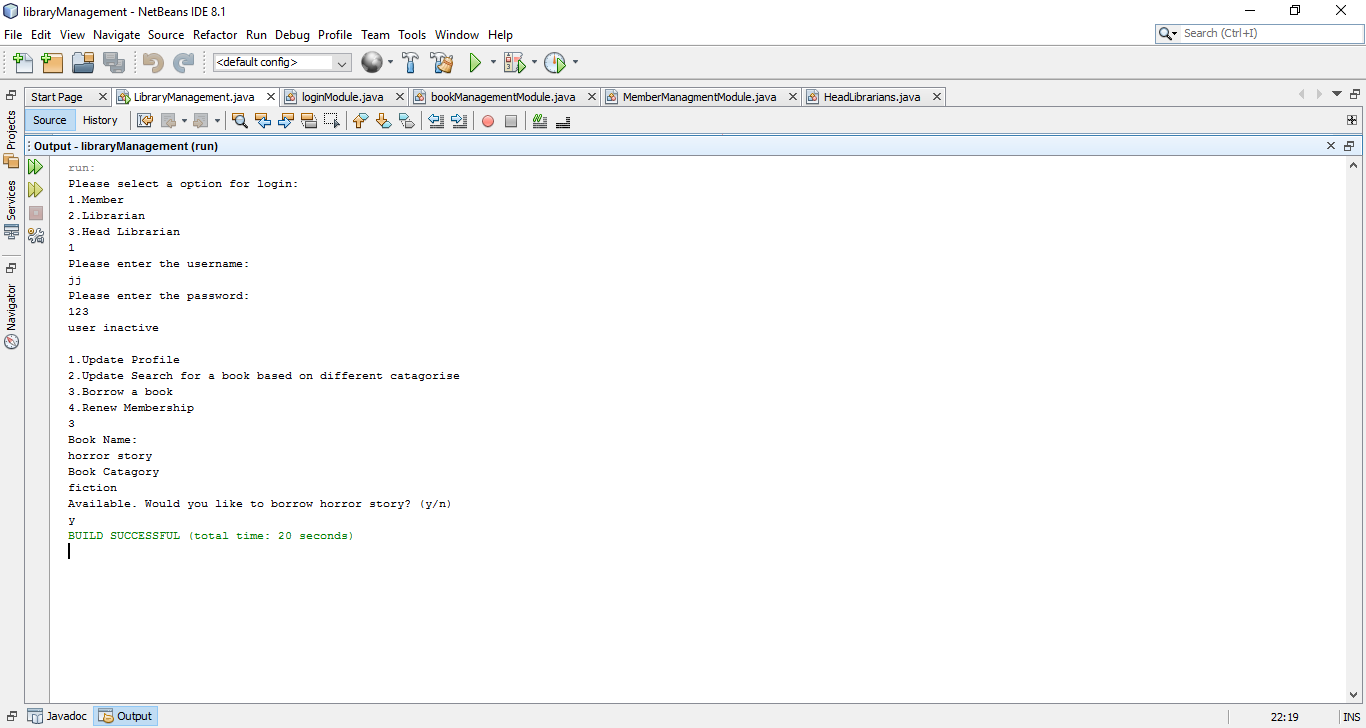 libraryManagement - NetBeans IDE 8.1
File Edit View Navigate Source Refactor Run Debug Profile Team Tools Window Help
Search (Ctrl+I)
<default config>
Start Page LibraryManagement.java loginModule.java bookManagementModule.java MemberManagmentModule.java HeadLibrarians.java
Source History
Projects
Services
Navigator
Output - libraryManagement (run)
run:
Please select a option for login:
1.Member
2.Librarian
3.Head Librarian
1
Please enter the username:
jj
Please enter the password:
123
user inactive
1.Update Profile
2.Update Search for a book based on different catagorise
3.Borrow a book
4.Renew Membership
3
Book Name:
horror story
Book Catagory
fiction
Available. Would you like to borrow horror story? (y/n)
y
BUILD SUCCESSFUL (total time: 20 seconds)
Javadoc Output
22:19 INS